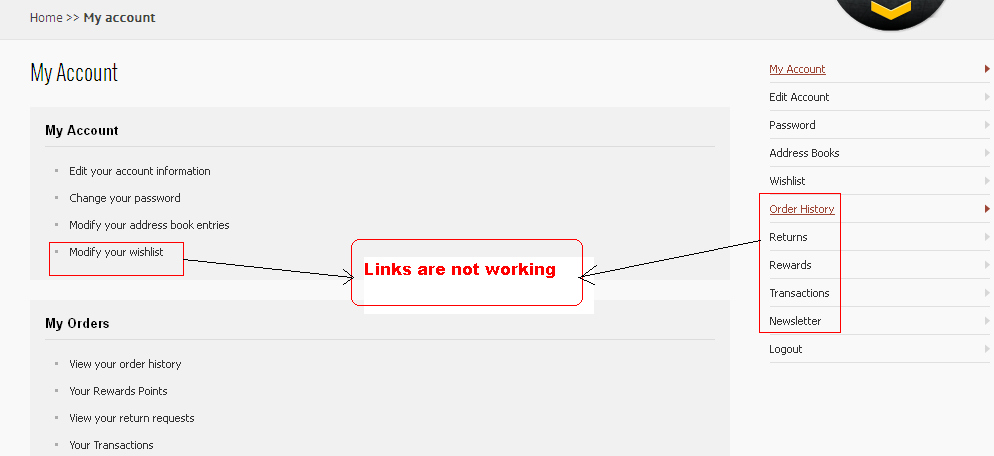 Home >> My account
My Account
My Account
Edit your account information
Change your password
Modify your address book entries
Modify your wishlist
Links are not working
My Orders
View your order history
Your Rewards Points
View your return requests
Your Transactions
My Account
Edit Account
Password
Address Books
Wishlist
Order History
Returns
Rewards
Transactions
Newsletter
Logout